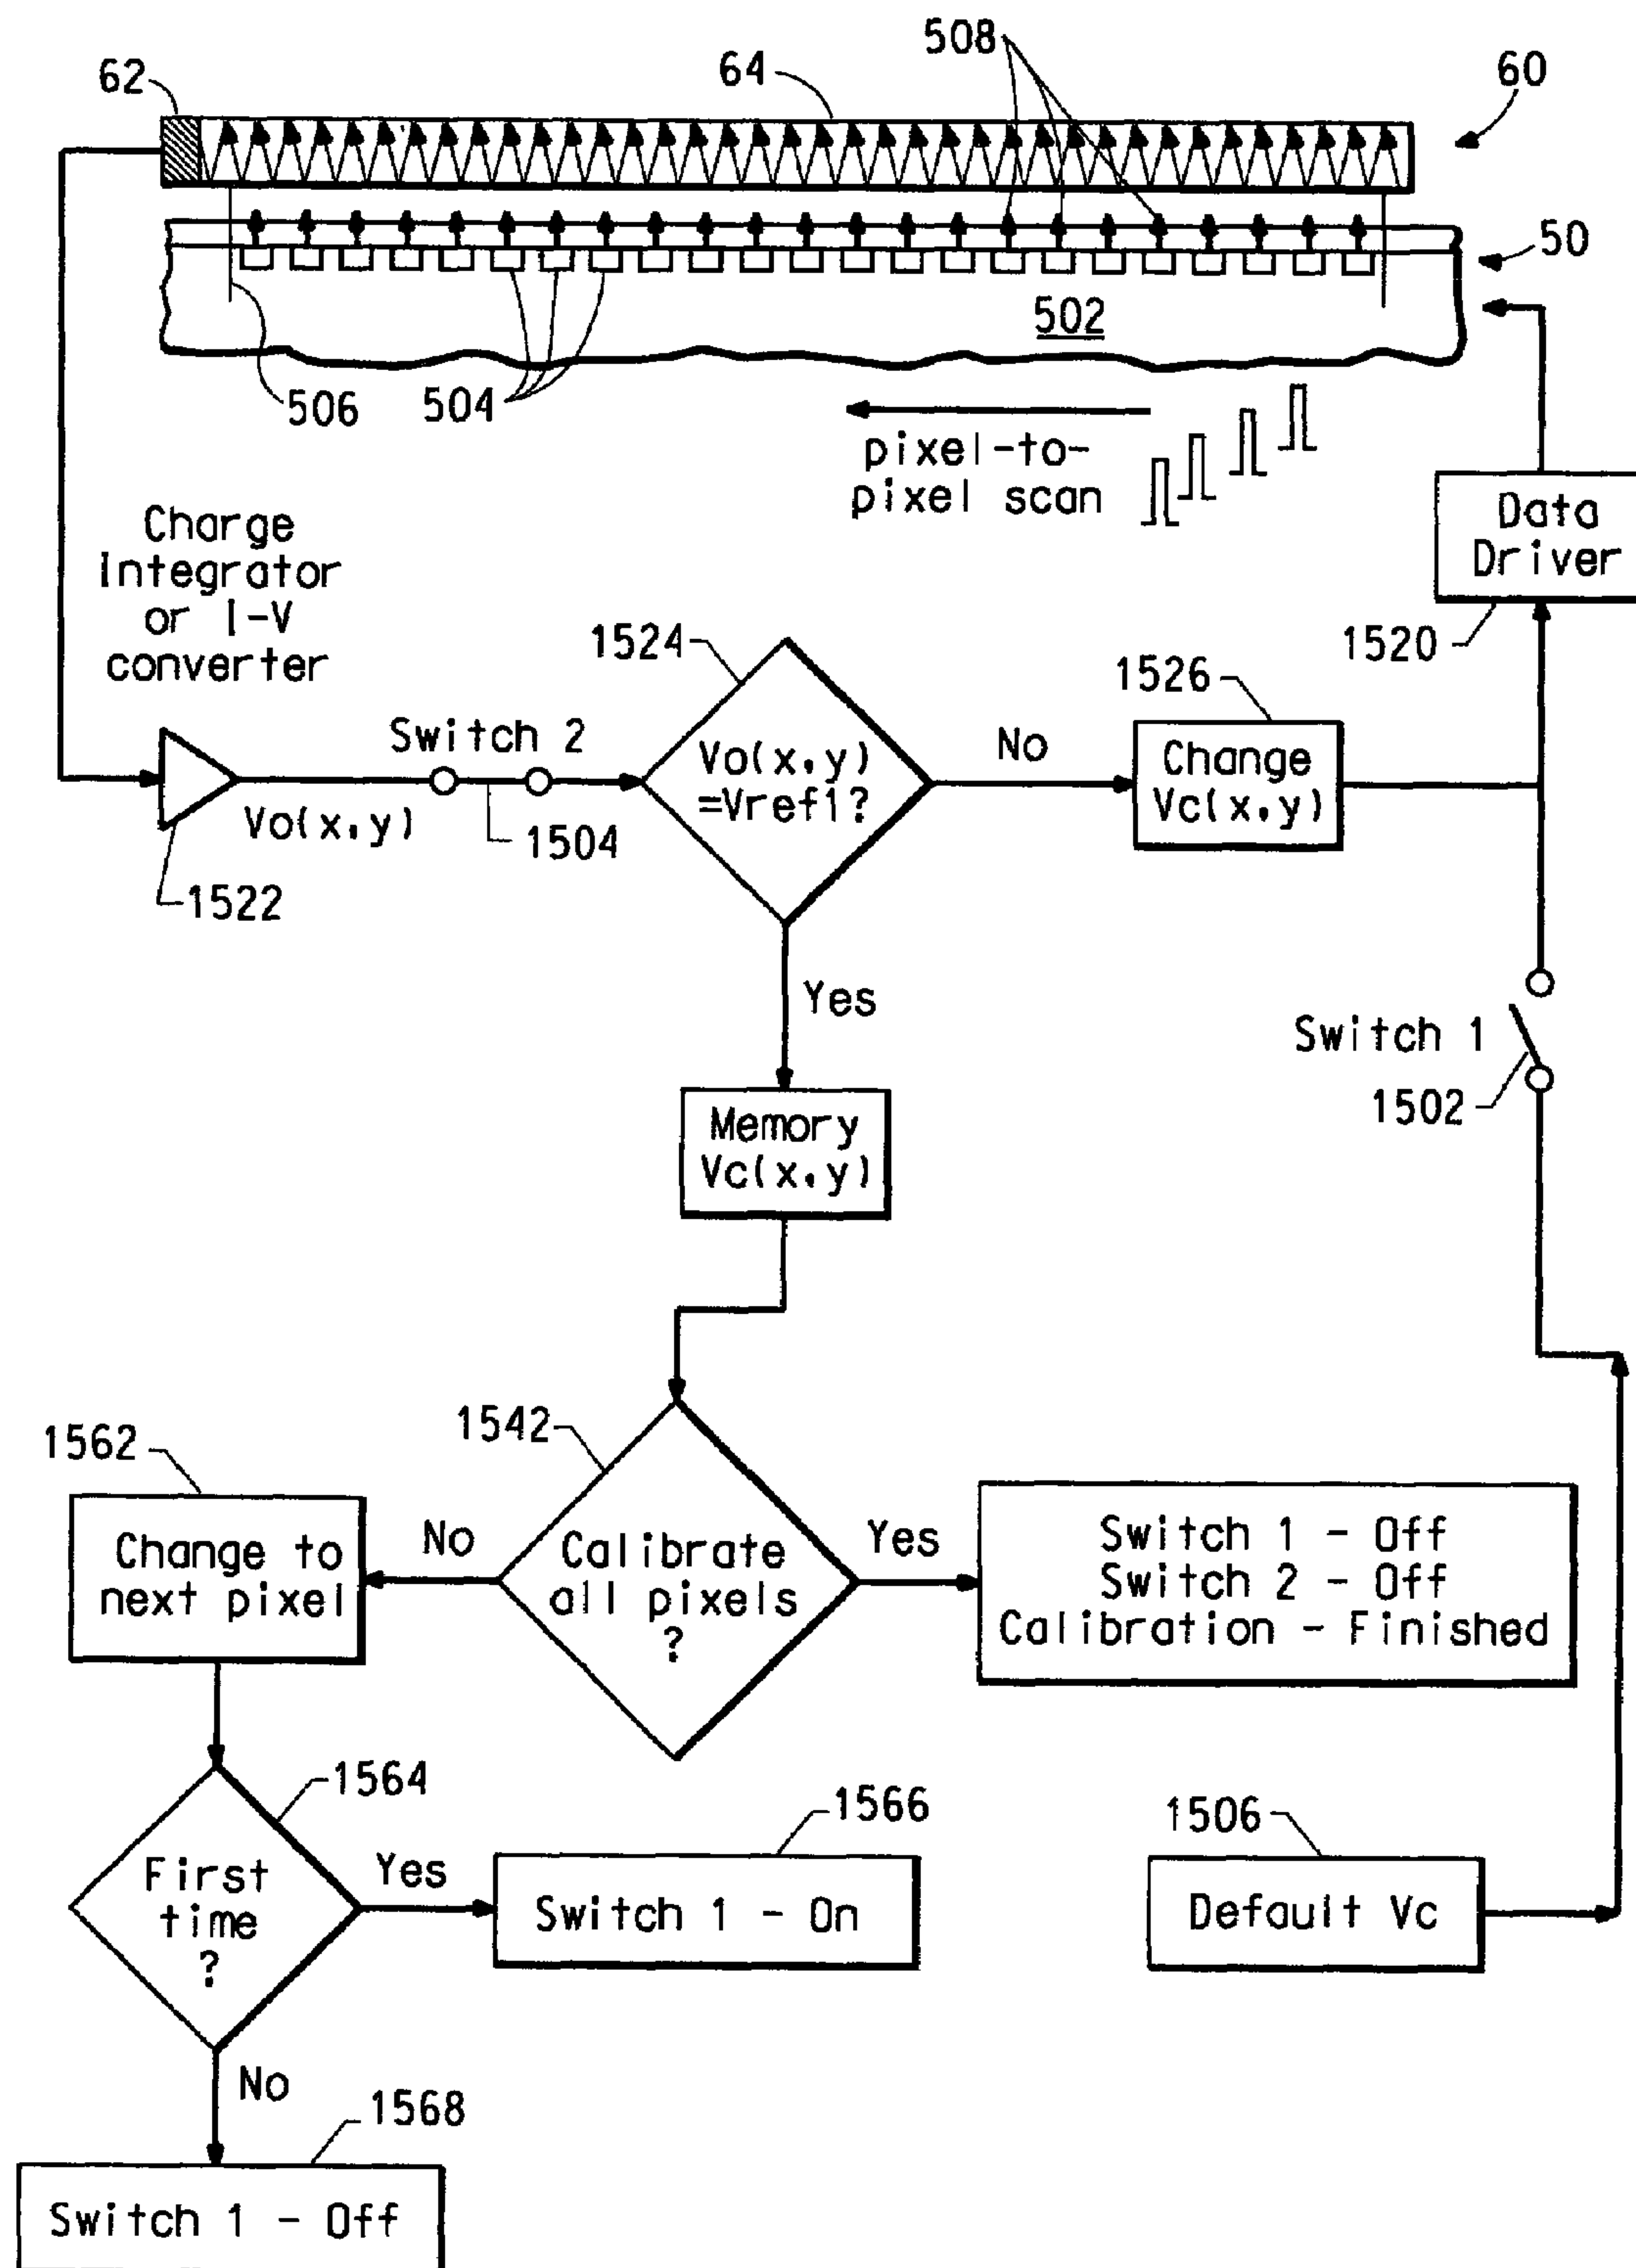 62
64
508
60
50
502
506
504
pixel-to-
pixel scan
Data
Driver
1520
Charge
Integrator
or I-V
converter
1524
1526
Switch 2
Vo(x,y)
=Vref1?
No
Change
Vc(x,y)
Vo(x,y)
1504
1522
Yes
Switch 1
1502
Memory
Vc(x,y)
1542
1562
Change to
next pixel
No
Calibrate
all pixels
?
Yes
Switch 1 - Off
Switch 2 - Off
Calibration - Finished
1564
1566
1506
First
time
?
Yes
Switch 1 - On
Default Vc
No
1568
Switch 1 - Off